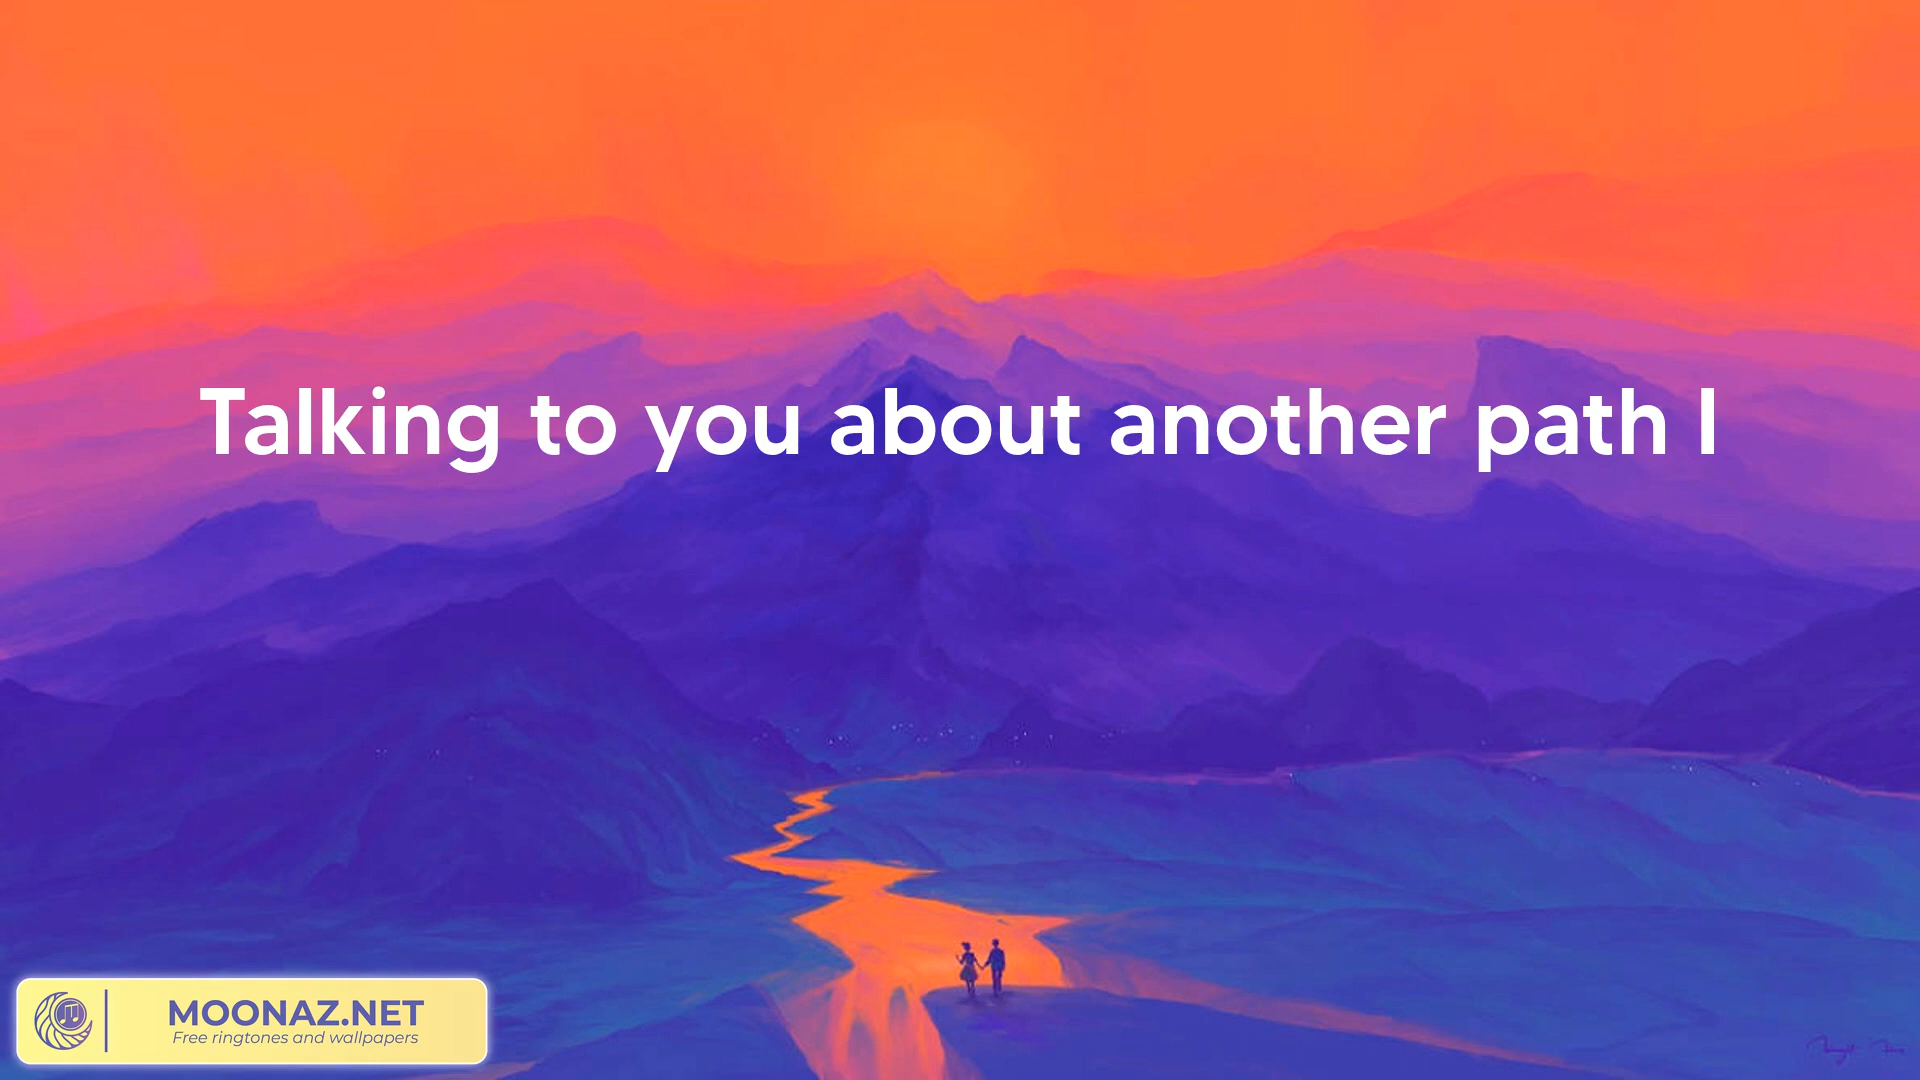 Talking to you about another path I
MOONAZ.NET
Free ringtones and wallpapers